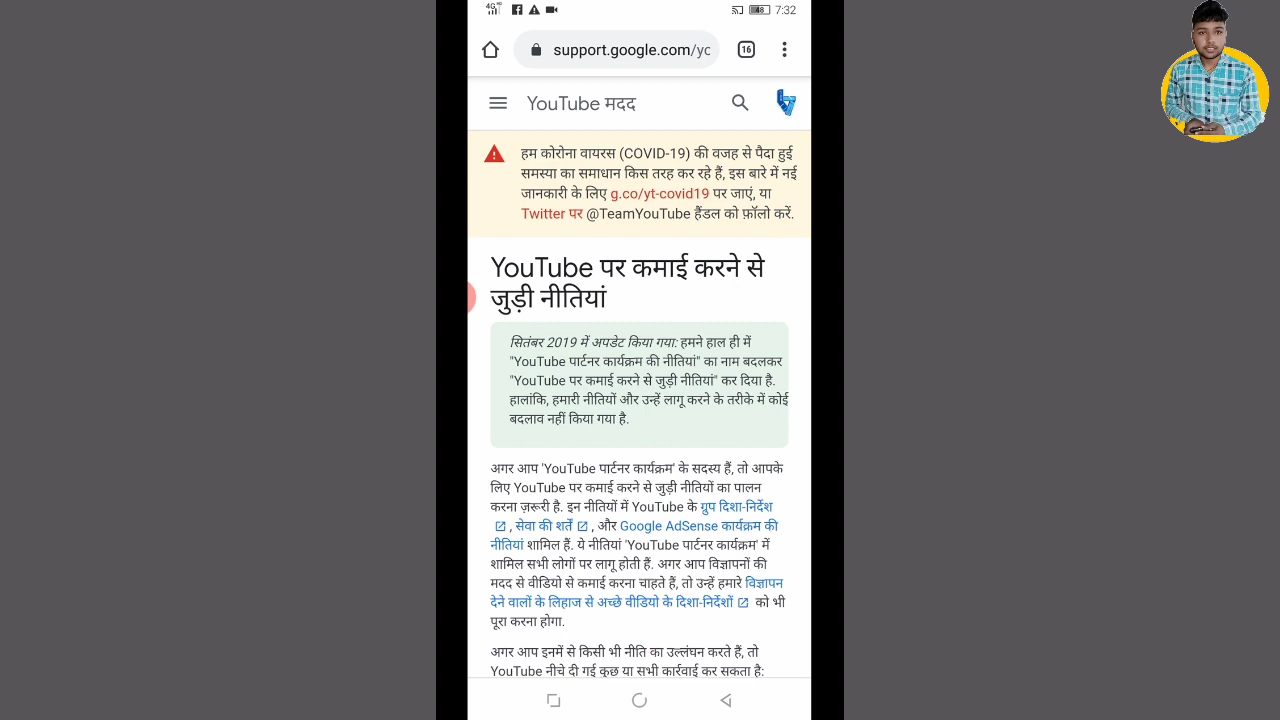 4G
48 7:32
support.google.com/yc
16
YouTube मदद
हम कोरोना वायरस (COVID-19) की वजह से पैदा हुई
समस्या का समाधान किस तरह कर रहे हैं, इस बारे में नई
जानकारी के लिए g.co/yt-covid19 पर जाएं, या
Twitter पर @TeamYouTube हैंडल को फ़ॉलो करें.
YouTube पर कमाई करने से
जुड़ी नीतियां
सितंबर 2019 में अपडेट किया गया: हमने हाल ही में
"YouTube पार्टनर कार्यक्रम की नीतियां" का नाम बदलकर
"YouTube पर कमाई करने से जुड़ी नीतियां" कर दिया है.
हालांकि, हमारी नीतियों और उन्हें लागू करने के तरीके में कोई
बदलाव नहीं किया गया है.
अगर आप 'YouTube पार्टनर कार्यक्रम' के सदस्य हैं, तो आपके
लिए YouTube पर कमाई करने से जुड़ी नीतियों का पालन
करना ज़रूरी है. इन नीतियों में YouTube के ग्रुप दिशा-निर्देश
, सेवा की शर्तें , और Google AdSense कार्यक्रम की
नीतियां शामिल हैं. ये नीतियां 'YouTube पार्टनर कार्यक्रम' में
शामिल सभी लोगों पर लागू होती हैं. अगर आप विज्ञापनों की
मदद से वीडियो से कमाई करना चाहते हैं, तो उन्हें हमारे विज्ञापन
देने वालों के लिहाज से अच्छे वीडियो के दिशा-निर्देशों को भी
पूरा करना होगा.
अगर आप इनमें से किसी भी नीति का उल्लंघन करते हैं, तो
YouTube नीचे दी गई कुछ या सभी कार्रवाई कर सकता है: